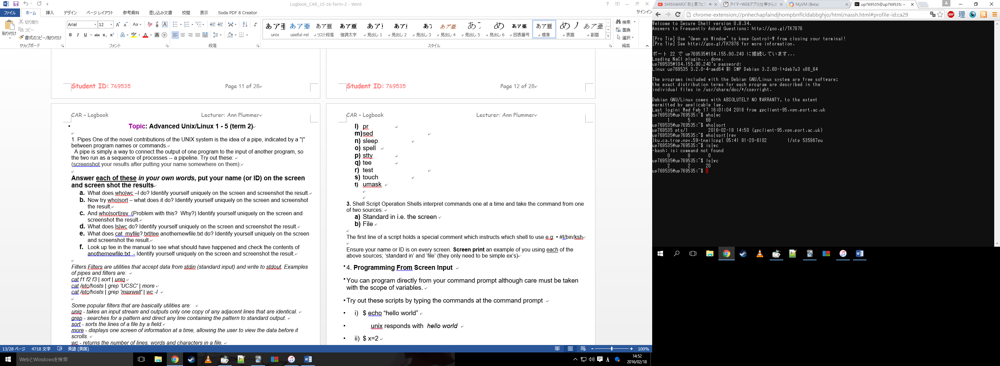 Logbook_CAR_15-16-Term-2 - Word
サインイン
ファイル ホーム 挿入 デザイン ページ レイアウト 参考資料 差し込み文書 校閲 表示 Soda PDF 8 Creator
貼り付け
切り取り
コピー
書式のコピー/貼り付け
クリップボード
Arial 12
フォント
段落
unix useful-rel リスト段落 強調太字 見出し 1 見出し 2 見出し 3 見出し 4 見出し 5 見出し 6 図表番号 標準 表題 副題
スタイル
検索
置換
選択
編集
Student ID: 769535 Page 11 of 28
CAR – Logbook Lecturer: Ann Plummer
Topic: Advanced Unix/Linux 1 - 5 (term 2)
1. Pipes One of the novel contributions of the UNIX system is the idea of a pipe, indicated by a "|"
between program names or commands.
A pipe is simply a way to connect the output of one program to the input of another program, so
the two run as a sequence of processes -- a pipeline. Try out these:
(screenshot your results after putting your name somewhere on them):
Answer each of these in your own words, put your name (or ID) on the screen
and screen shot the results
a. What does who|wc –l do? Identify yourself uniquely on the screen and screenshot the result.
b. Now try who|sort – what does it do? Identify yourself uniquely on the screen and screenshot
the result.
c. And who|sort|rev (Problem with this? Why?) Identify yourself uniquely on the screen and
screenshot the result.
d. What does ls|wc do? Identify yourself uniquely on the screen and screenshot the result.
e. What does cat myfile?.txt|tee anothernewfile.txt do? Identify yourself uniquely on the screen
and screenshot the result.
f. Look up tee in the manual to see what should have happened and check the contents of
anothernewfile.txt - Identify yourself uniquely on the screen and screenshot the result.
Filters Filters are utilities that accept data from stdin (standard input) and write to stdout. Examples
of pipes and filters are:
cat f1 f2 f3 | sort | uniq
cat /etc/hosts | grep 'UCSC' | more
cat /etc/hosts | grep 'maxwell' | wc -l
Some popular filters that are basically utilities are:
uniq - takes an input stream and outputs only one copy of any adjacent lines that are identical.
grep - searches for a pattern and direct any line containing the pattern to standard output.
sort - sorts the lines of a file by a field.
more - displays one screen of information at a time, allowing the user to view the data before it
scrolls.
wc - returns the number of lines, words and characters in a file.
Student ID: 769535 Page 12 of 28
CAR – Logbook Lecturer: Ann Plummer
l) pr
m) sed
n) sleep
o) spell
p) stty
q) tee
r) test
s) touch
t) umask
3. Shell Script Operation Shells interpret commands one at a time and take the command from one
of two sources:
a) Standard in i.e. the screen
b) File
The first line of a script holds a special comment which instructs which shell to use e.g: • #!/bin/ksh
Ensure your name or ID is on every screen. Screen print an example of you using each of the
above sources; ‘standard in’ and ‘file’ (they only need to be simple ex’s)
4. Programming From Screen Input
You can program directly from your command prompt although care must be taken
with the scope of variables.
Try out these scripts by typing the commands at the command prompt
i) $ echo “hello world”
unix responds with hello world
ii) $ x=2
13/28 ページ 4718 文字 英語 (英国) 100%
WebとWindowsを検索
14:52
2016/02/18
SHISHAMO「君と夏フェス タイマーWEBアプリ|仕事から MyVM (Beta) up769535@up769535: ~
chrome-extension://pnhechapfaindjhompbnflcldabbghjo/html/nassh.html#profile-id:ca29
Welcome to Secure Shell version 0.8.34.
Answers to Frequently Asked Questions: http://goo.gl/TK7876
[Pro Tip] Use 'Open as Window' to keep Control-W from closing your terminal!
[Pro Tip] See http://goo.gl/TK7876 for more information.
ポート 22 で up769535@104.155.90.240 に接続しています...
Loading NaCl plugin... done.
up769535@104.155.90.240's password:
Linux up769535 3.2.0-4-amd64 #1 SMP Debian 3.2.60-1+deb7u3 x86_64
The programs included with the Debian GNU/Linux system are free software;
the exact distribution terms for each program are described in the
individual files in /usr/share/doc/*/copyright.
Debian GNU/Linux comes with ABSOLUTELY NO WARRANTY, to the extent
permitted by applicable law.
Last login: Wed Feb 17 16:01:04 2016 from gpclient-95.vpn.port.ac.uk
up769535@up769535:~$ who|wc
1 5 68
up769535@up769535:~$ who|sort
up769535 pts/1 2016-02-18 14:50 (gpclient-95.vpn.port.ac.uk)
up769535@up769535:~$ who|sort|rev
)ku.ca.trop.npv.59-tneilcpg( 05:41 81-20-6102 1/stp 535967pu
up769535@up769535:~$ is|wc
-bash: is: command not found
0 0 0
up769535@up769535:~$ ls|wc
2 2 20
up769535@up769535:~$